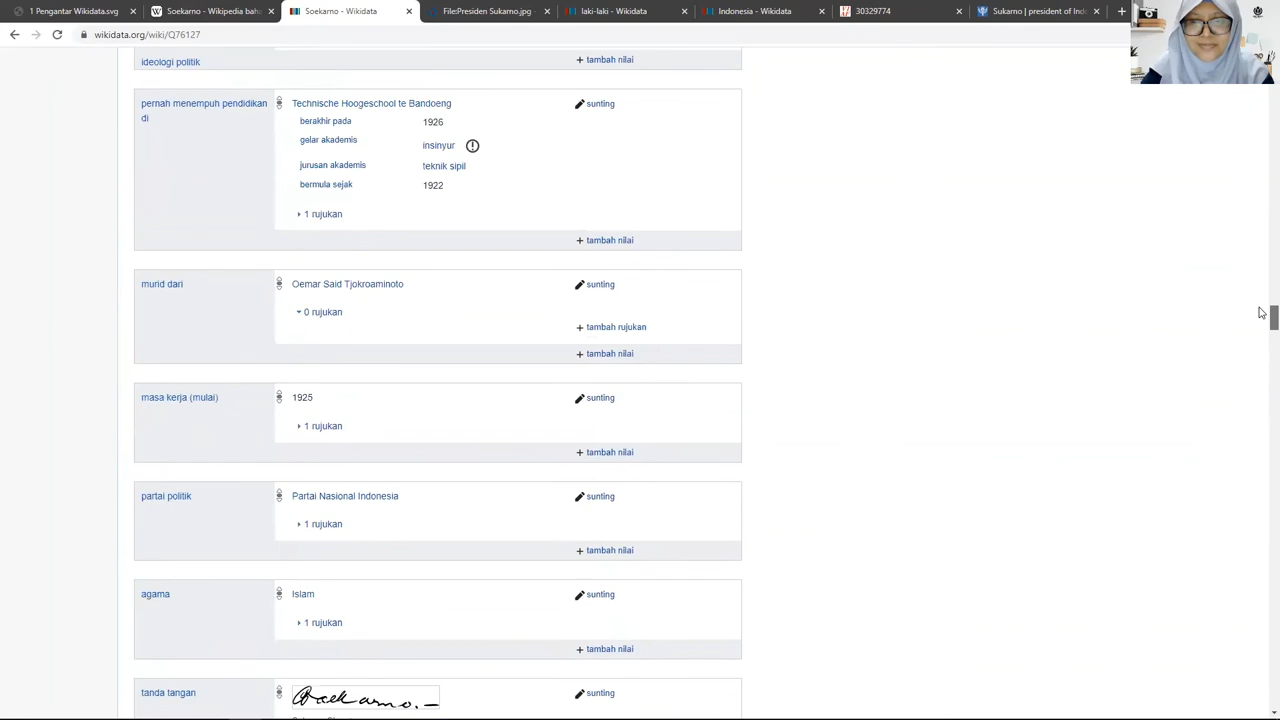 1 Pengantar Wikidata.svg
Soekarno - Wikipedia baha
Soekarno - Wikidata
FilePresiden Sukarno.jpg -
laki-laki - Wikidata
Indonesia - Wikidata
30329774
Sukarno | president of Ind
wikidata.org/wiki/Q76127
ideologi politik
+ tambah nilai
pernah menempuh pendidikan di
Technische Hoogeschool te Bandoeng
sunting
berakhir pada 1926
gelar akademis insinyur
jurusan akademis teknik sipil
bermula sejak 1922
1 rujukan
+ tambah nilai
murid dari
Oemar Said Tjokroaminoto
sunting
0 rujukan
+ tambah rujukan
+ tambah nilai
masa kerja (mulai)
1925
sunting
1 rujukan
+ tambah nilai
partai politik
Partai Nasional Indonesia
sunting
1 rujukan
+ tambah nilai
agama
Islam
sunting
1 rujukan
+ tambah nilai
tanda tangan
Soekarno.—
sunting